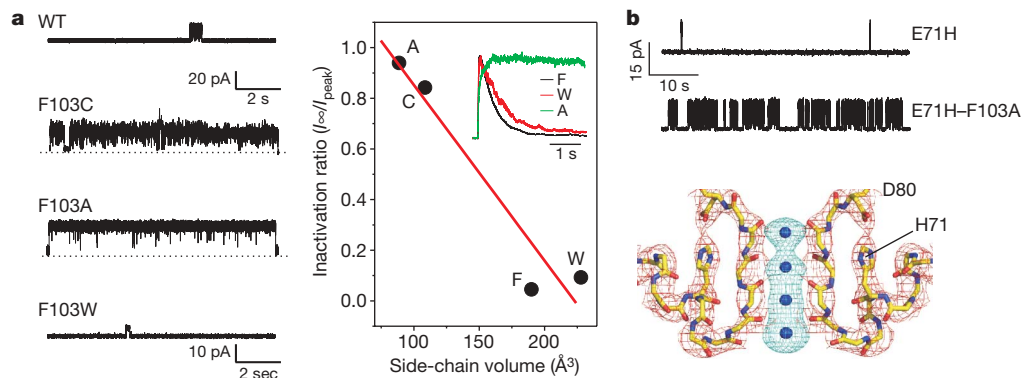 a
WT
20 pA
2 s
F103C
F103A
F103W
10 pA
2 sec
Inactivation ratio (I∞/Ipeak)
1.0
0.8
0.6
0.4
0.2
0.0
A
C
F
W
F
W
A
1 s
100
150
200
250
Side-chain volume (Å³)
b
E71H
15 pA
10 s
E71H–F103A
D80
H71